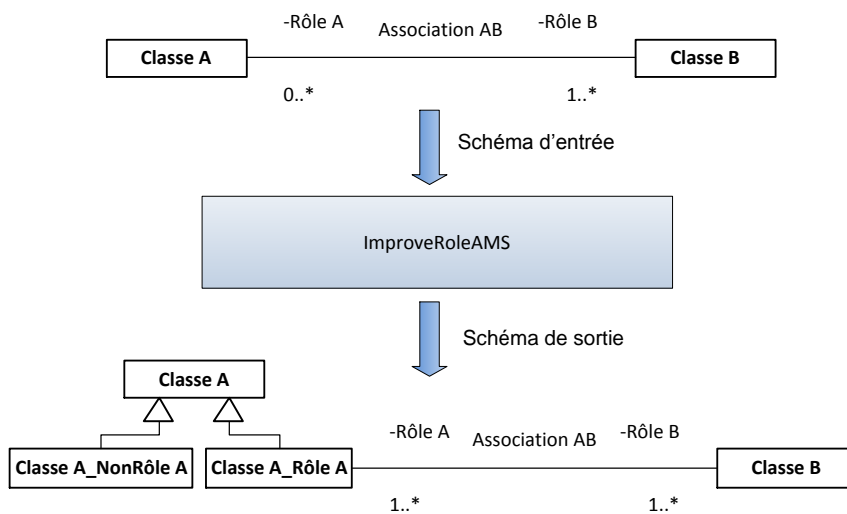 -Rôle A Association AB -Rôle B
Classe A Classe B
0..* 1..*
Schéma d’entrée
ImproveRoleAMS
Schéma de sortie
Classe A
-Rôle A Association AB -Rôle B
Classe A_NonRôle A Classe A_Rôle A Classe B
1..* 1..*